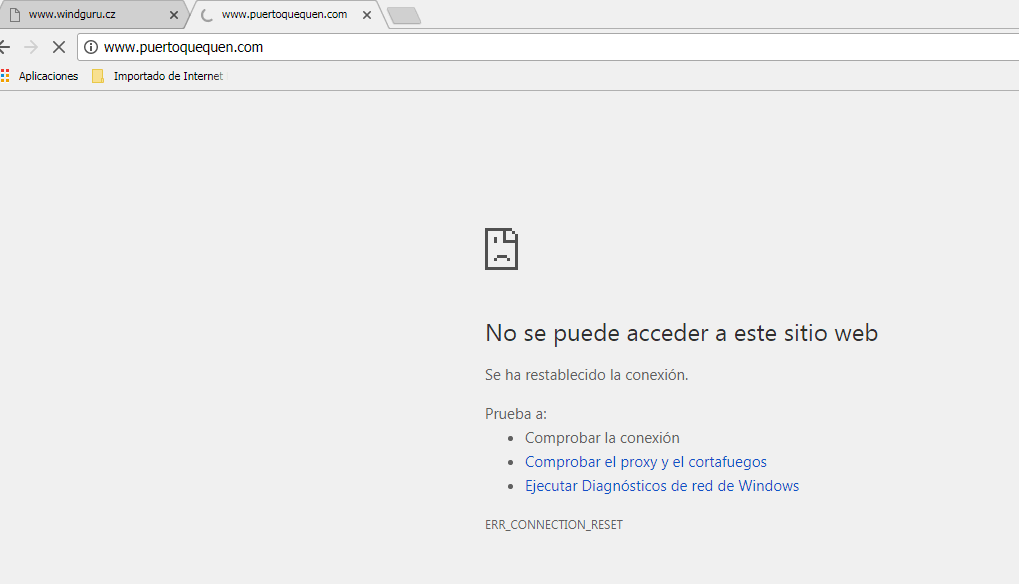 www.windguru.cz
www.puertoquequen.com
www.puertoquequen.com
Aplicaciones
Importado de Internet
No se puede acceder a este sitio web
Se ha restablecido la conexión.
Prueba a:
Comprobar la conexión
Comprobar el proxy y el cortafuegos
Ejecutar Diagnósticos de red de Windows
ERR_CONNECTION_RESET